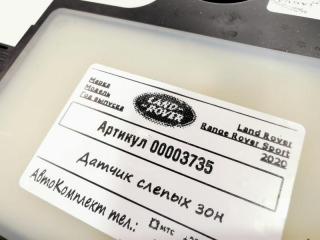 Марка
Модель
Год выпуска
LAND ROVER
Land Rover
Range Rover Sport
2020
Артикул 00003735
Датчик слепых зон
АвтоКомплект тел.: МТС